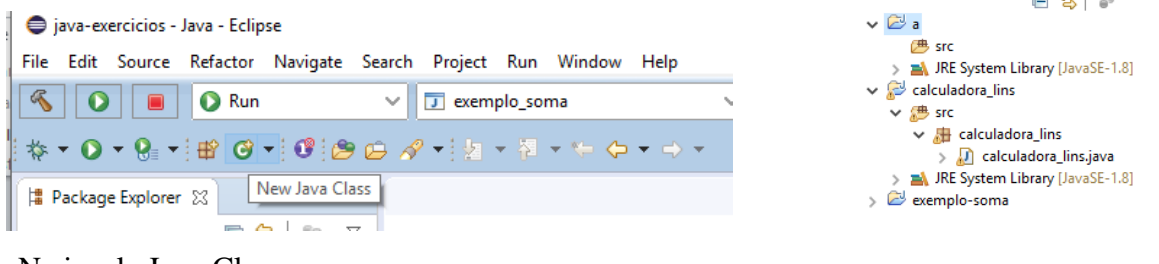 java-exercicios - Java - Eclipse
File Edit Source Refactor Navigate Search Project Run Window Help
Run exemplo_soma
New Java Class
Package Explorer
a
src
JRE System Library [JavaSE-1.8]
calculadora_lins
src
calculadora_lins
calculadora_lins.java
JRE System Library [JavaSE-1.8]
exemplo-soma